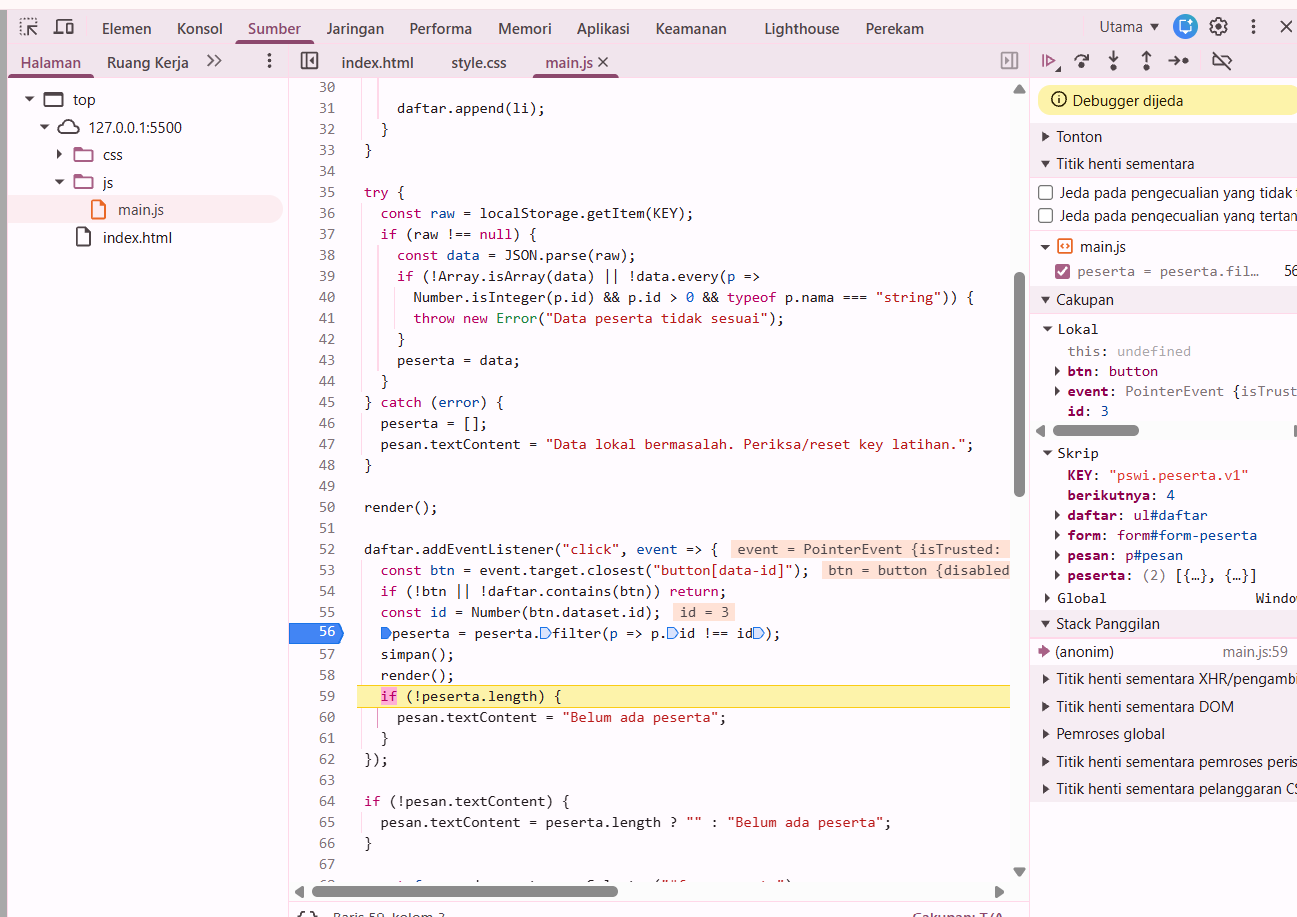 Elemen Konsol Sumber Jaringan Performa Memori Aplikasi Keamanan Lighthouse Perekam Utama
Halaman Ruang Kerja
index.html style.css main.js
top
127.0.0.1:5500
css
js
main.js
index.html
30
31 daftar.append(li);
32 }
33 }
34
35 try {
36 const raw = localStorage.getItem(KEY);
37 if (raw !== null) {
38 const data = JSON.parse(raw);
39 if (!Array.isArray(data) || !data.every(p =>
40 Number.isInteger(p.id) && p.id > 0 && typeof p.nama === "string")) {
41 throw new Error("Data peserta tidak sesuai");
42 }
43 peserta = data;
44 }
45 } catch (error) {
46 peserta = [];
47 pesan.textContent = "Data lokal bermasalah. Periksa/reset key latihan.";
48 }
49
50 render();
51
52 daftar.addEventListener("click", event => { event = PointerEvent {isTrusted:
53 const btn = event.target.closest("button[data-id]"); btn = button {disabled
54 if (!btn || !daftar.contains(btn)) return;
55 const id = Number(btn.dataset.id); id = 3
56 peserta = peserta.filter(p => p.id !== id);
57 simpan();
58 render();
59 if (!peserta.length) {
60 pesan.textContent = "Belum ada peserta";
61 }
62 });
63
64 if (!pesan.textContent) {
65 pesan.textContent = peserta.length ? "" : "Belum ada peserta";
66 }
67
Baris 59, kolom 3
Cakupan: T/A
Debugger dijeda
Tonton
Titik henti sementara
Jeda pada pengecualian yang tidak
Jeda pada pengecualian yang tertan
main.js
peserta = peserta.fil… 56
Cakupan
Lokal
this: undefined
btn: button
event: PointerEvent {isTrust
id: 3
Skrip
KEY: "pswi.peserta.v1"
berikutnya: 4
daftar: ul#daftar
form: form#form-peserta
pesan: p#pesan
peserta: (2) [{…}, {…}]
Global Windo
Stack Panggilan
(anonim) main.js:59
Titik henti sementara XHR/pengambi
Titik henti sementara DOM
Pemroses global
Titik henti sementara pemroses peris
Titik henti sementara pelanggaran CS